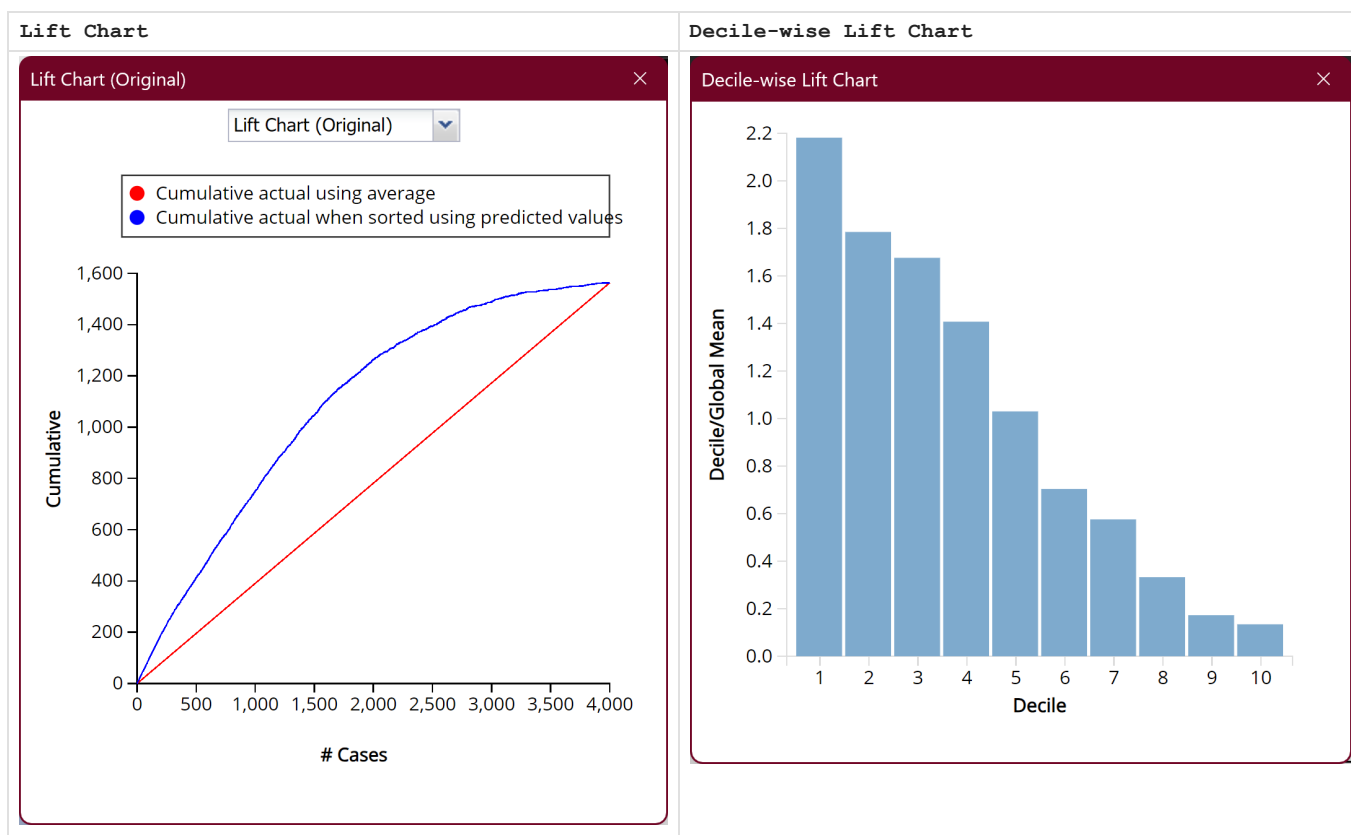 Lift Chart
Decile-wise Lift Chart
Lift Chart (Original)
Lift Chart (Original)
Cumulative actual using average
Cumulative actual when sorted using predicted values
1,600
1,400
1,200
1,000
800
600
400
200
0
Cumulative
0 500 1,000 1,500 2,000 2,500 3,000 3,500 4,000
# Cases
Decile-wise Lift Chart
2.2
2.0
1.8
1.6
1.4
1.2
1.0
0.8
0.6
0.4
0.2
0.0
Decile/Global Mean
1 2 3 4 5 6 7 8 9 10
Decile